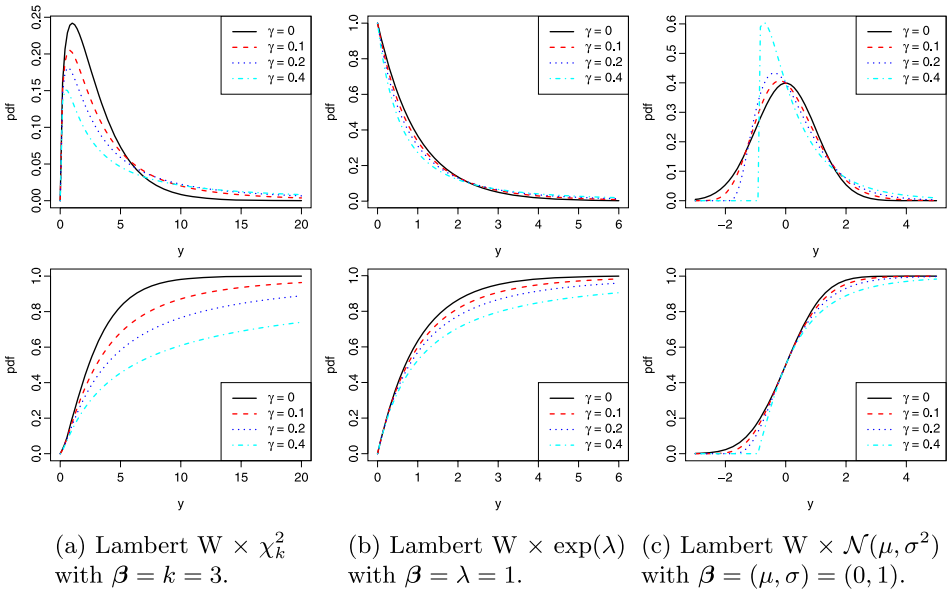 0.00 0.05 0.10 0.15 0.20 0.25
pdf
0 5 10 15 20
y
γ = 0
γ = 0.1
γ = 0.2
γ = 0.4
0.0 0.2 0.4 0.6 0.8 1.0
pdf
0 1 2 3 4 5 6
y
γ = 0
γ = 0.1
γ = 0.2
γ = 0.4
0.0 0.1 0.2 0.3 0.4 0.5 0.6
pdf
−2 0 2 4
y
γ = 0
γ = 0.1
γ = 0.2
γ = 0.4
0.0 0.2 0.4 0.6 0.8 1.0
pdf
0 5 10 15 20
y
γ = 0
γ = 0.1
γ = 0.2
γ = 0.4
0.0 0.2 0.4 0.6 0.8 1.0
pdf
0 1 2 3 4 5 6
y
γ = 0
γ = 0.1
γ = 0.2
γ = 0.4
0.0 0.2 0.4 0.6 0.8 1.0
pdf
−2 0 2 4
y
γ = 0
γ = 0.1
γ = 0.2
γ = 0.4
(a) Lambert W × χ²ₖ
with β = k = 3.
(b) Lambert W × exp(λ)
with β = λ = 1.
(c) Lambert W × 𝒩(μ, σ²)
with β = (μ, σ) = (0, 1).